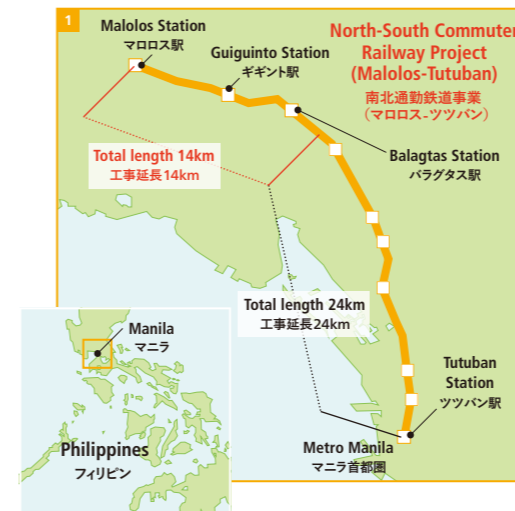 1
North-South Commuter
Railway Project
(Malolos-Tutuban)
南北通勤鉄道事業
(マロロス-ツツバン)
Malolos Station
マロロス駅
Guiguinto Station
ギギント駅
Balagtas Station
バラグタス駅
Total length 14km
工事延長14km
Total length 24km
工事延長24km
Tutuban
Station
ツツバン駅
Metro Manila
マニラ首都圏
Manila
マニラ
Philippines
フィリピン